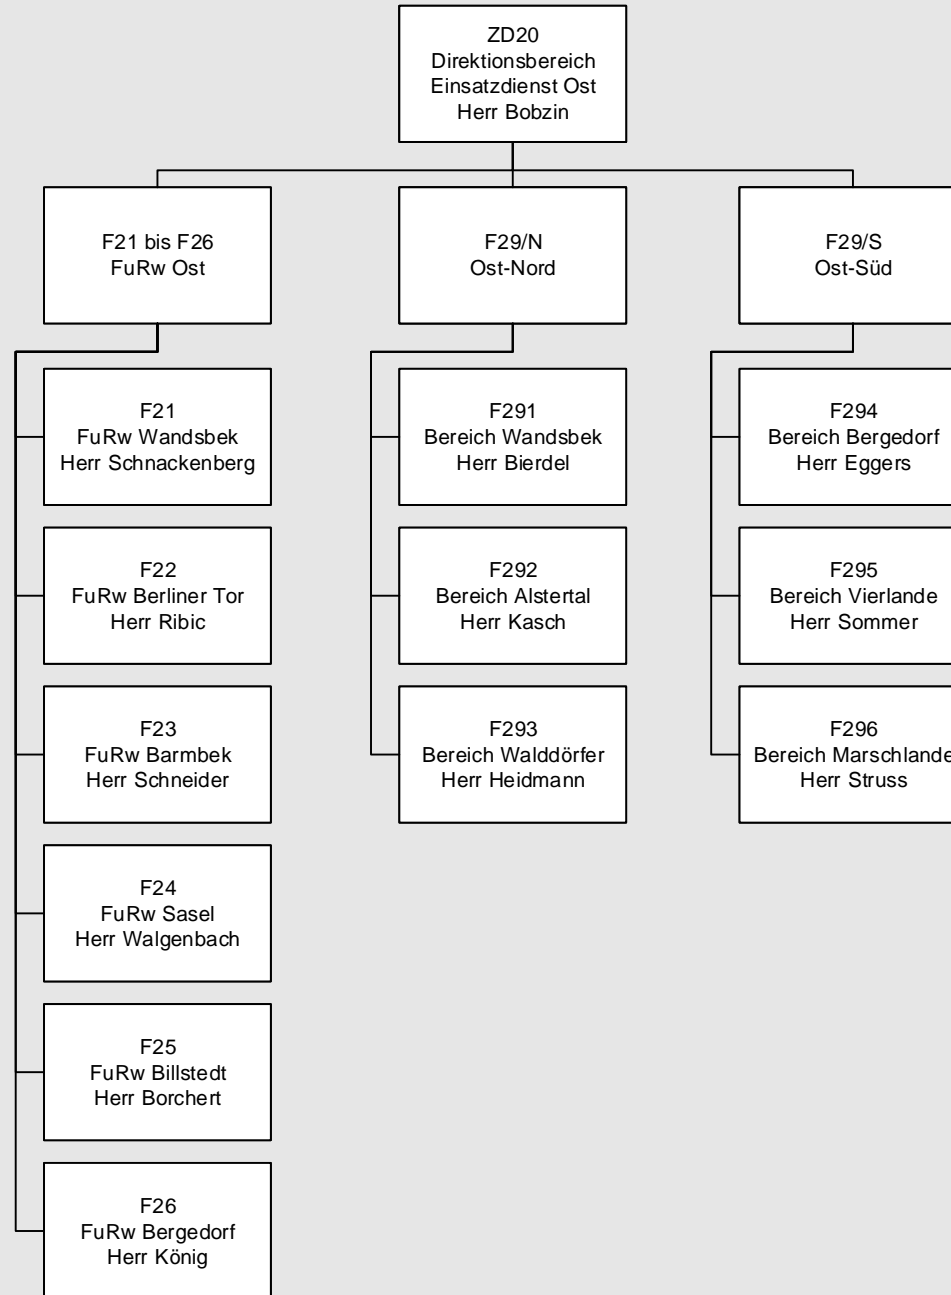 ZD20
Direktionsbereich
Einsatzdienst Ost
Herr Bobzin
F21 bis F26
FuRw Ost
F21
FuRw Wandsbek
Herr Schnackenberg
F22
FuRw Berliner Tor
Herr Ribic
F23
FuRw Barmbek
Herr Schneider
F24
FuRw Sasel
Herr Walgenbach
F25
FuRw Billstedt
Herr Borchert
F26
FuRw Bergedorf
Herr König
F29/N
Ost-Nord
F291
Bereich Wandsbek
Herr Bierdel
F292
Bereich Alstertal
Herr Kasch
F293
Bereich Walddörfer
Herr Heidmann
F29/S
Ost-Süd
F294
Bereich Bergedorf
Herr Eggers
F295
Bereich Vierlande
Herr Sommer
F296
Bereich Marschlande
Herr Struss